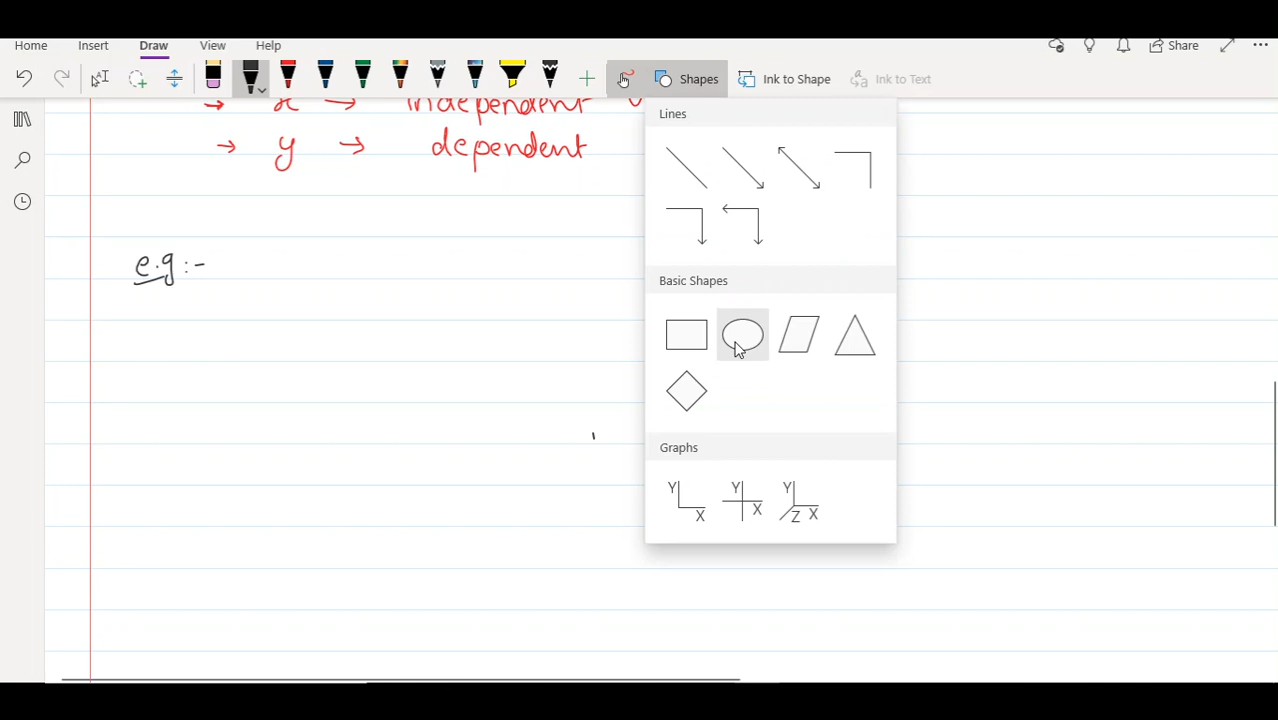 Home Insert Draw View Help
Share
Shapes Ink to Shape Ink to Text
Lines
→ x → independent
→ y → dependent
e.g :-
Basic Shapes
Graphs
Y X Y X Y Z X